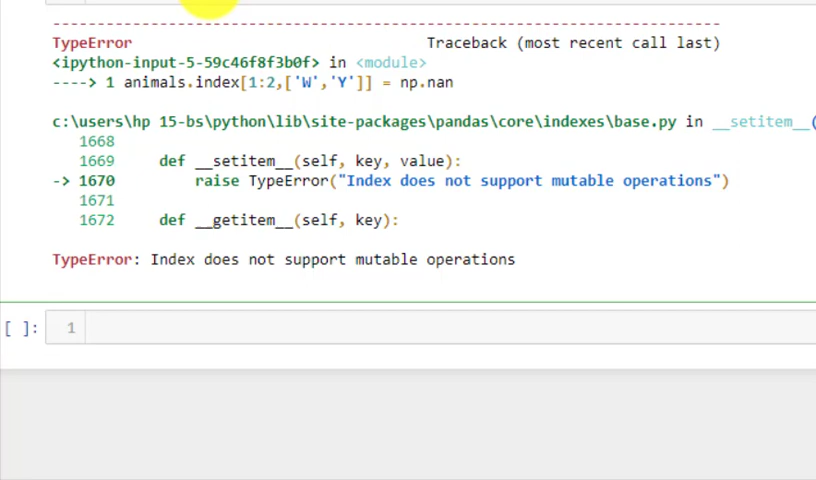 ---------------------------------------------------------------------------
TypeError                                 Traceback (most recent call last)
<ipython-input-5-59c46f8f3b0f> in <module>
----> 1 animals.index[1:2,['W','Y']] = np.nan
c:\users\hp 15-bs\python\lib\site-packages\pandas\core\indexes\base.py in __setitem__(
   1668
   1669     def __setitem__(self, key, value):
-> 1670         raise TypeError("Index does not support mutable operations")
   1671
   1672     def __getitem__(self, key):
TypeError: Index does not support mutable operations
[ ]: 1